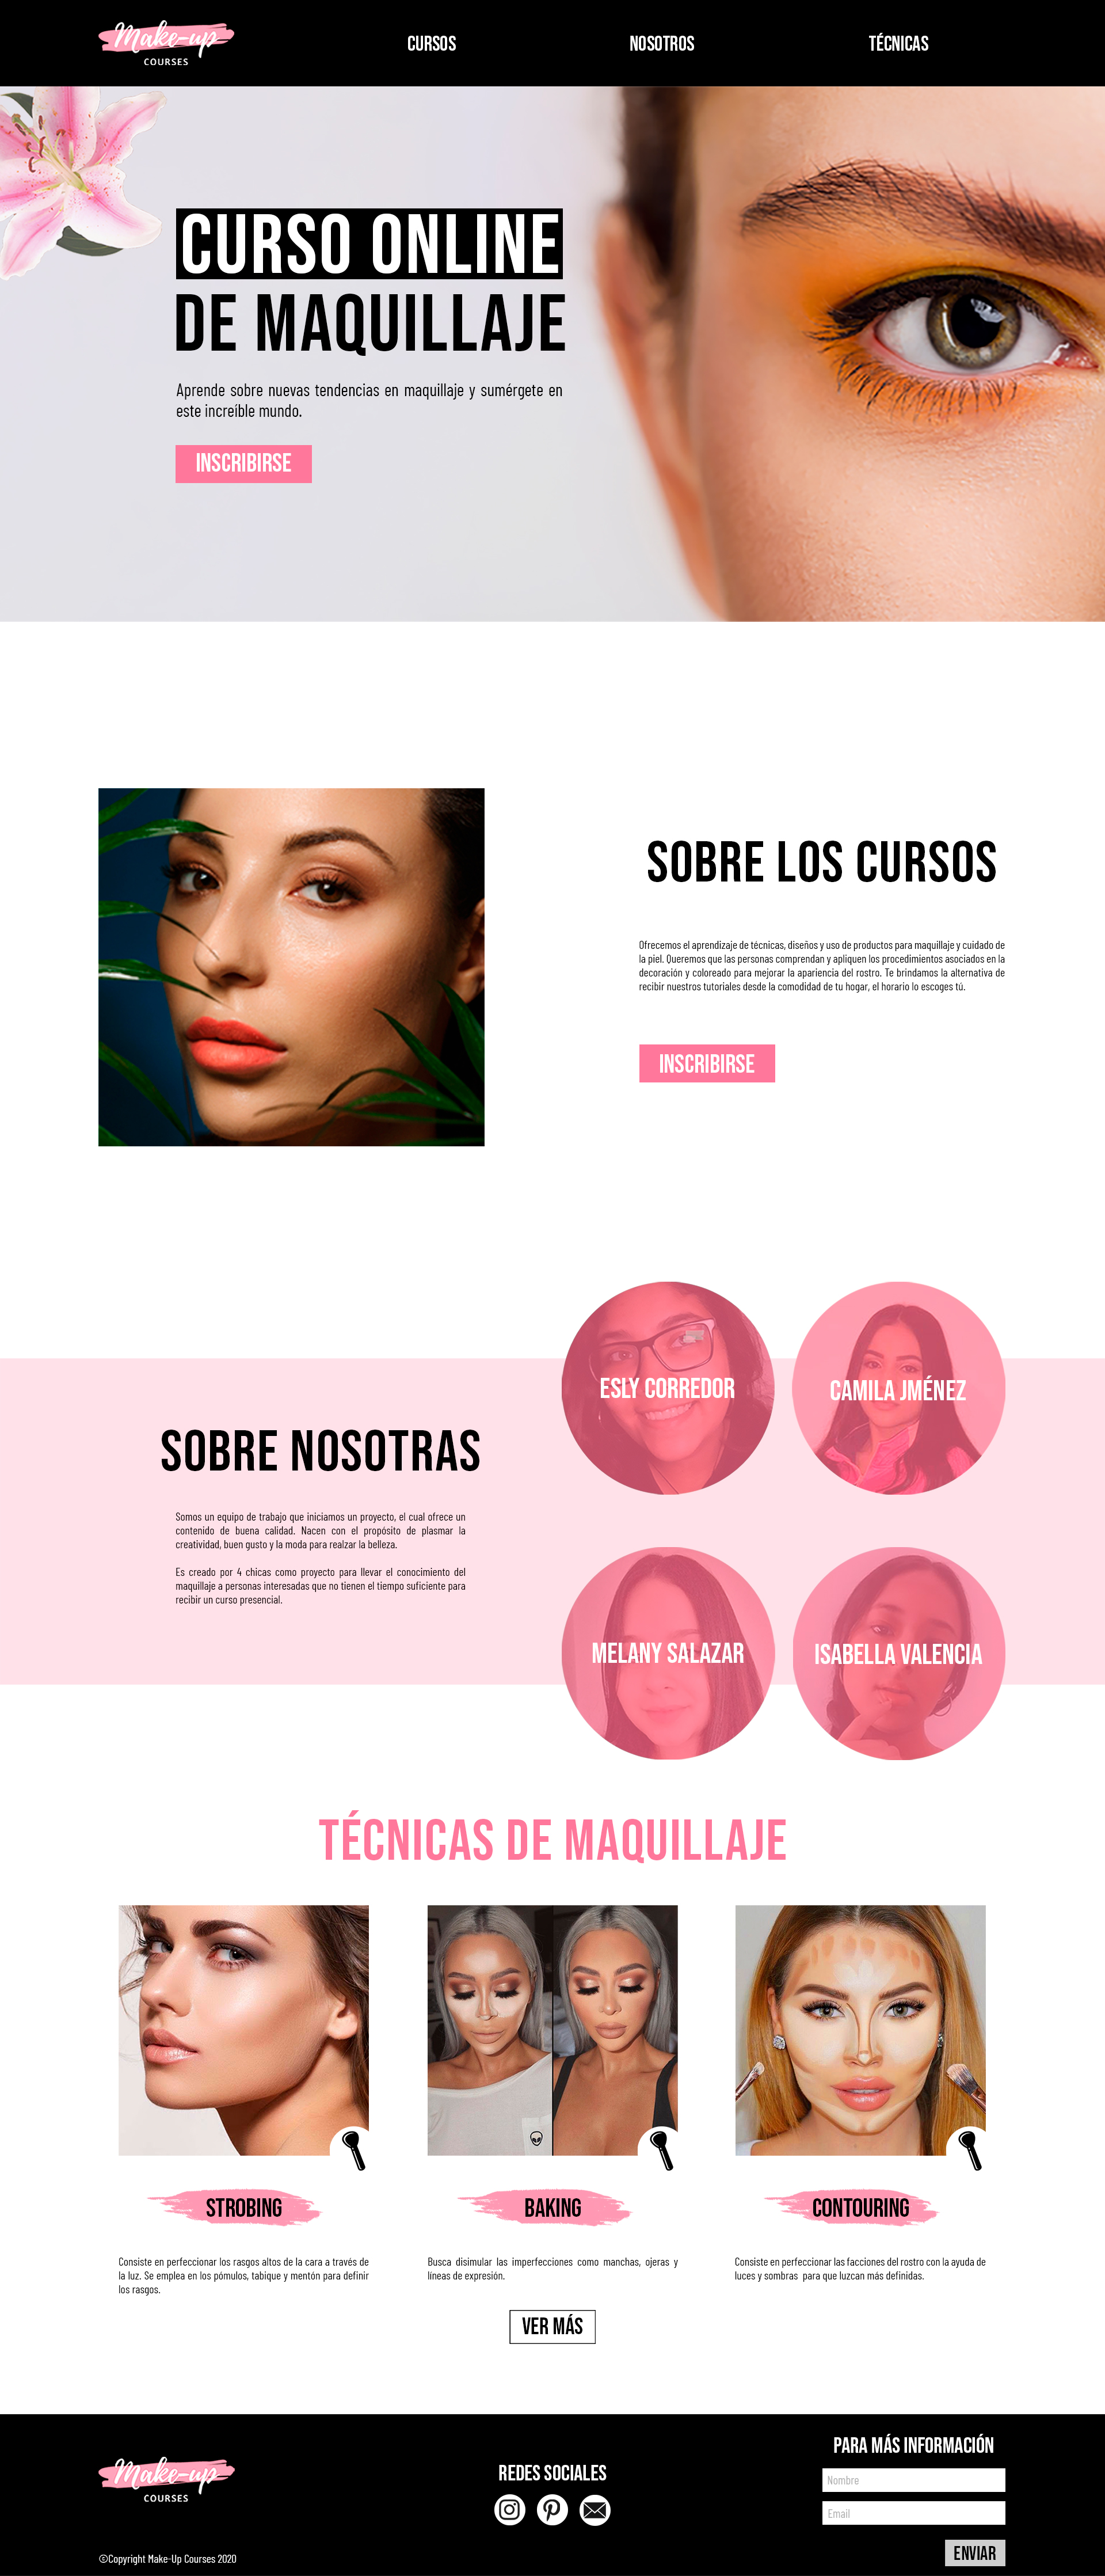 Make-up
COURSES
CURSOS
NOSOTROS
TÉCNICAS
CURSO ONLINE
DE MAQUILLAJE
Aprende sobre nuevas tendencias en maquillaje y sumérgete en
este increíble mundo.
INSCRIBIRSE
SOBRE LOS CURSOS
Ofrecemos el aprendizaje de técnicas, diseños y uso de productos para maquillaje y cuidado de
la piel. Queremos que las personas comprendan y apliquen los procedimientos asociados en la
decoración y coloreado para mejorar la apariencia del rostro. Te brindamos la alternativa de
recibir nuestros tutoriales desde la comodidad de tu hogar, el horario lo escoges tú.
INSCRIBIRSE
ESLY CORREDOR
CAMILA JMÉNEZ
SOBRE NOSOTRAS
Somos un equipo de trabajo que iniciamos un proyecto, el cual ofrece un
contenido de buena calidad. Nacen con el propósito de plasmar la
creatividad, buen gusto y la moda para realzar la belleza.
Es creado por 4 chicas como proyecto para llevar el conocimiento del
maquillaje a personas interesadas que no tienen el tiempo suficiente para
recibir un curso presencial.
MELANY SALAZAR
ISABELLA VALENCIA
TÉCNICAS DE MAQUILLAJE
STROBING
Consiste en perfeccionar los rasgos altos de la cara a través de
la luz. Se emplea en los pómulos, tabique y mentón para definir
los rasgos.
BAKING
Busca disimular las imperfecciones como manchas, ojeras y
líneas de expresión.
CONTOURING
Consiste en perfeccionar las facciones del rostro con la ayuda de
luces y sombras para que luzcan más definidas.
VER MÁS
Make-up
COURSES
©Copyright Make-Up Courses 2020
REDES SOCIALES
PARA MÁS INFORMACIÓN
Nombre
Email
ENVIAR